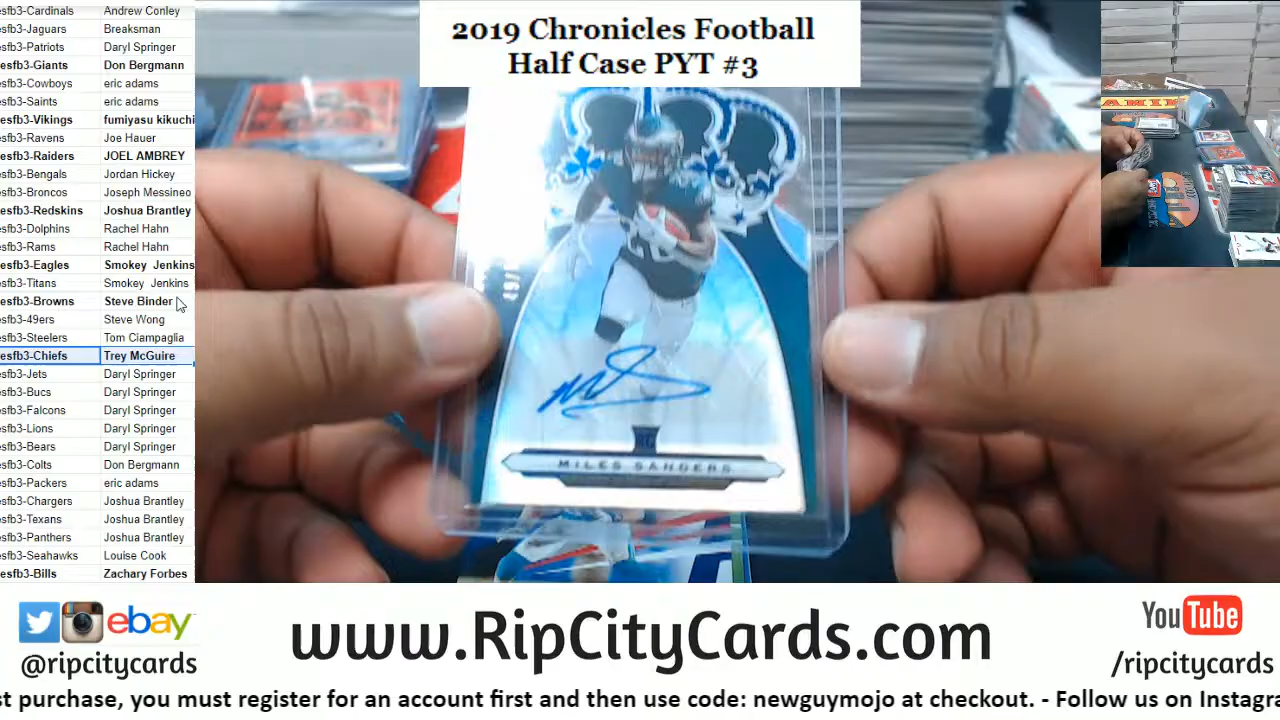 2019 Chronicles Football
Half Case PYT #3
esfb3-Cardinals Andrew Conley
esfb3-Jaguars Breaksman
esfb3-Patriots Daryl Springer
esfb3-Giants Don Bergmann
esfb3-Cowboys eric adams
esfb3-Saints eric adams
esfb3-Vikings fumiyasu kikuchi
esfb3-Ravens Joe Hauer
esfb3-Raiders JOEL AMBREY
esfb3-Bengals Jordan Hickey
esfb3-Broncos Joseph Messineo
esfb3-Redskins Joshua Brantley
esfb3-Dolphins Rachel Hahn
esfb3-Rams Rachel Hahn
esfb3-Eagles Smokey Jenkins
esfb3-Titans Smokey Jenkins
esfb3-Browns Steve Binder
esfb3-49ers Steve Wong
esfb3-Steelers Tom Ciampaglia
esfb3-Chiefs Trey McGuire
esfb3-Jets Daryl Springer
esfb3-Bucs Daryl Springer
esfb3-Falcons Daryl Springer
esfb3-Lions Daryl Springer
esfb3-Bears Daryl Springer
esfb3-Colts Don Bergmann
esfb3-Packers eric adams
esfb3-Chargers Joshua Brantley
esfb3-Texans Joshua Brantley
esfb3-Panthers Joshua Brantley
esfb3-Seahawks Louise Cook
esfb3-Bills Zachary Forbes
RC
MILES SANDERS
PANINI
ebay
@ripcitycards
www.RipCityCards.com
YouTube
/ripcitycards
st purchase, you must register for an account first and then use code: newguymojo at checkout. - Follow us on Instagra